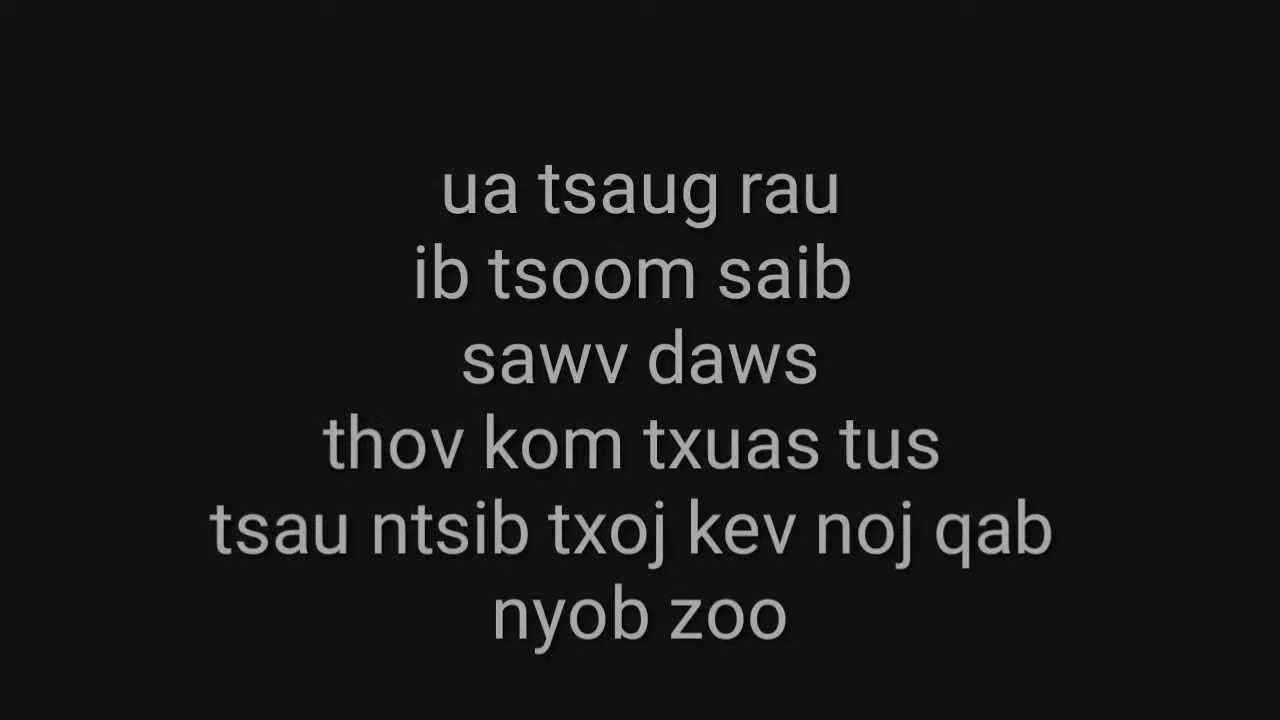 ua tsaug rau
ib tsoom saib
sawv daws
thov kom txuas tus
tsau ntsib txoj kev noj qab
nyob zoo